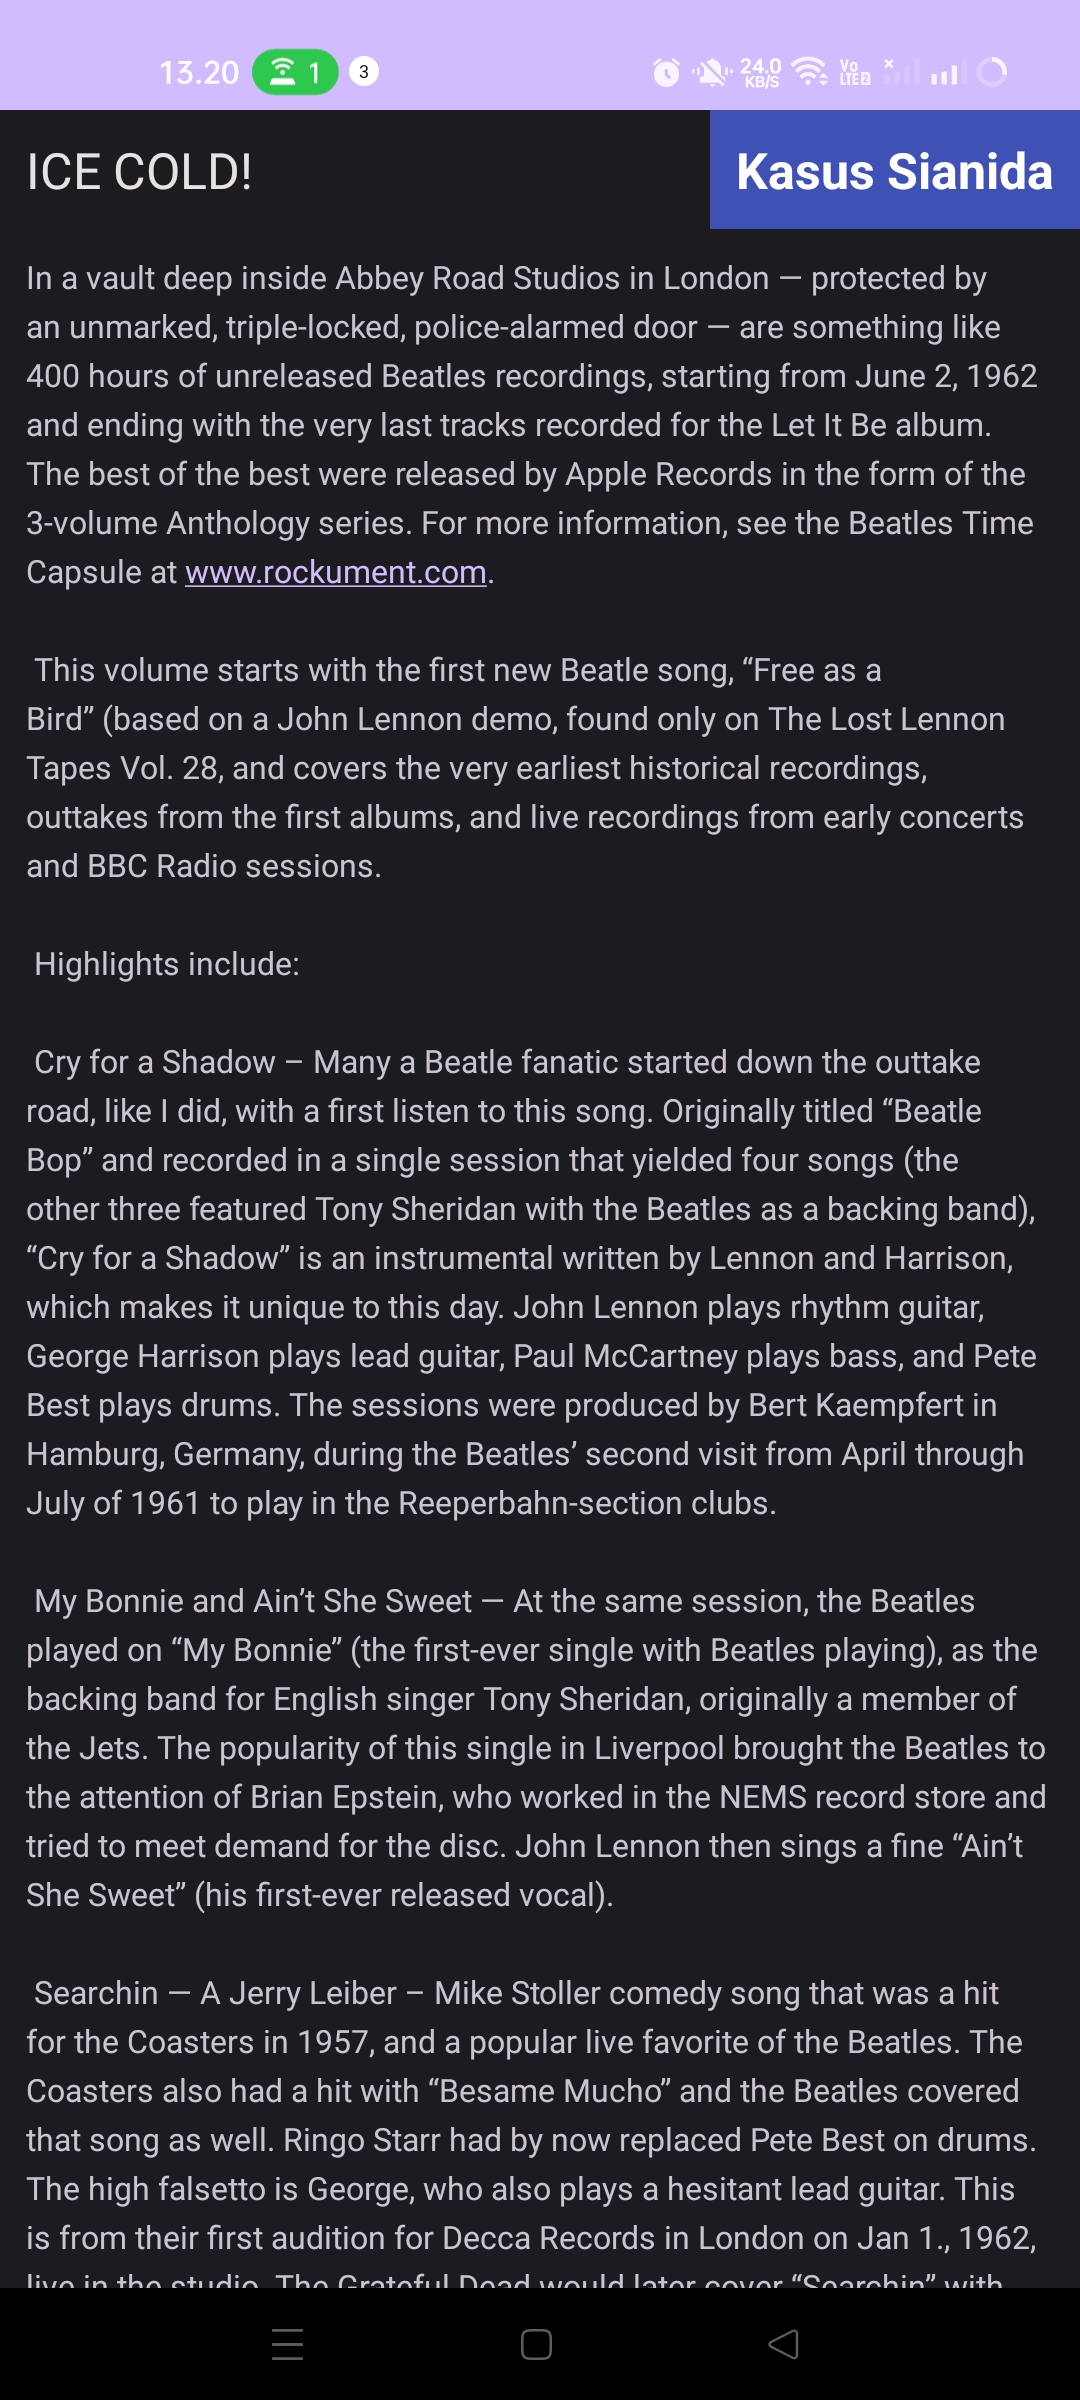 13.20 1 3 24.0 KB/S Vo LTE2
ICE COLD! Kasus Sianida
In a vault deep inside Abbey Road Studios in London — protected by
an unmarked, triple-locked, police-alarmed door — are something like
400 hours of unreleased Beatles recordings, starting from June 2, 1962
and ending with the very last tracks recorded for the Let It Be album.
The best of the best were released by Apple Records in the form of the
3-volume Anthology series. For more information, see the Beatles Time
Capsule at www.rockument.com.
This volume starts with the first new Beatle song, “Free as a
Bird” (based on a John Lennon demo, found only on The Lost Lennon
Tapes Vol. 28, and covers the very earliest historical recordings,
outtakes from the first albums, and live recordings from early concerts
and BBC Radio sessions.
Highlights include:
Cry for a Shadow – Many a Beatle fanatic started down the outtake
road, like I did, with a first listen to this song. Originally titled “Beatle
Bop” and recorded in a single session that yielded four songs (the
other three featured Tony Sheridan with the Beatles as a backing band),
“Cry for a Shadow” is an instrumental written by Lennon and Harrison,
which makes it unique to this day. John Lennon plays rhythm guitar,
George Harrison plays lead guitar, Paul McCartney plays bass, and Pete
Best plays drums. The sessions were produced by Bert Kaempfert in
Hamburg, Germany, during the Beatles’ second visit from April through
July of 1961 to play in the Reeperbahn-section clubs.
My Bonnie and Ain’t She Sweet — At the same session, the Beatles
played on “My Bonnie” (the first-ever single with Beatles playing), as the
backing band for English singer Tony Sheridan, originally a member of
the Jets. The popularity of this single in Liverpool brought the Beatles to
the attention of Brian Epstein, who worked in the NEMS record store and
tried to meet demand for the disc. John Lennon then sings a fine “Ain’t
She Sweet” (his first-ever released vocal).
Searchin — A Jerry Leiber – Mike Stoller comedy song that was a hit
for the Coasters in 1957, and a popular live favorite of the Beatles. The
Coasters also had a hit with “Besame Mucho” and the Beatles covered
that song as well. Ringo Starr had by now replaced Pete Best on drums.
The high falsetto is George, who also plays a hesitant lead guitar. This
is from their first audition for Decca Records in London on Jan 1., 1962,
live in the studio. The Grateful Dead would later cover “Searchin” with